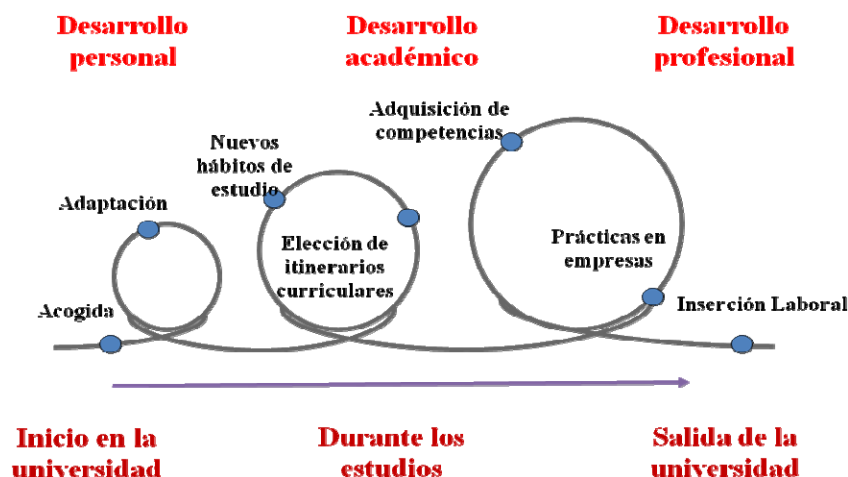 Desarrollo
personal
Desarrollo
académico
Desarrollo
profesional
Adquisición de
competencias
Nuevos
hábitos de
estudio
Adaptación
Elección de
itinerarios
curriculares
Prácticas en
empresas
Acogida
Inserción Laboral
Inicio en la
universidad
Durante los
estudios
Salida de la
universidad